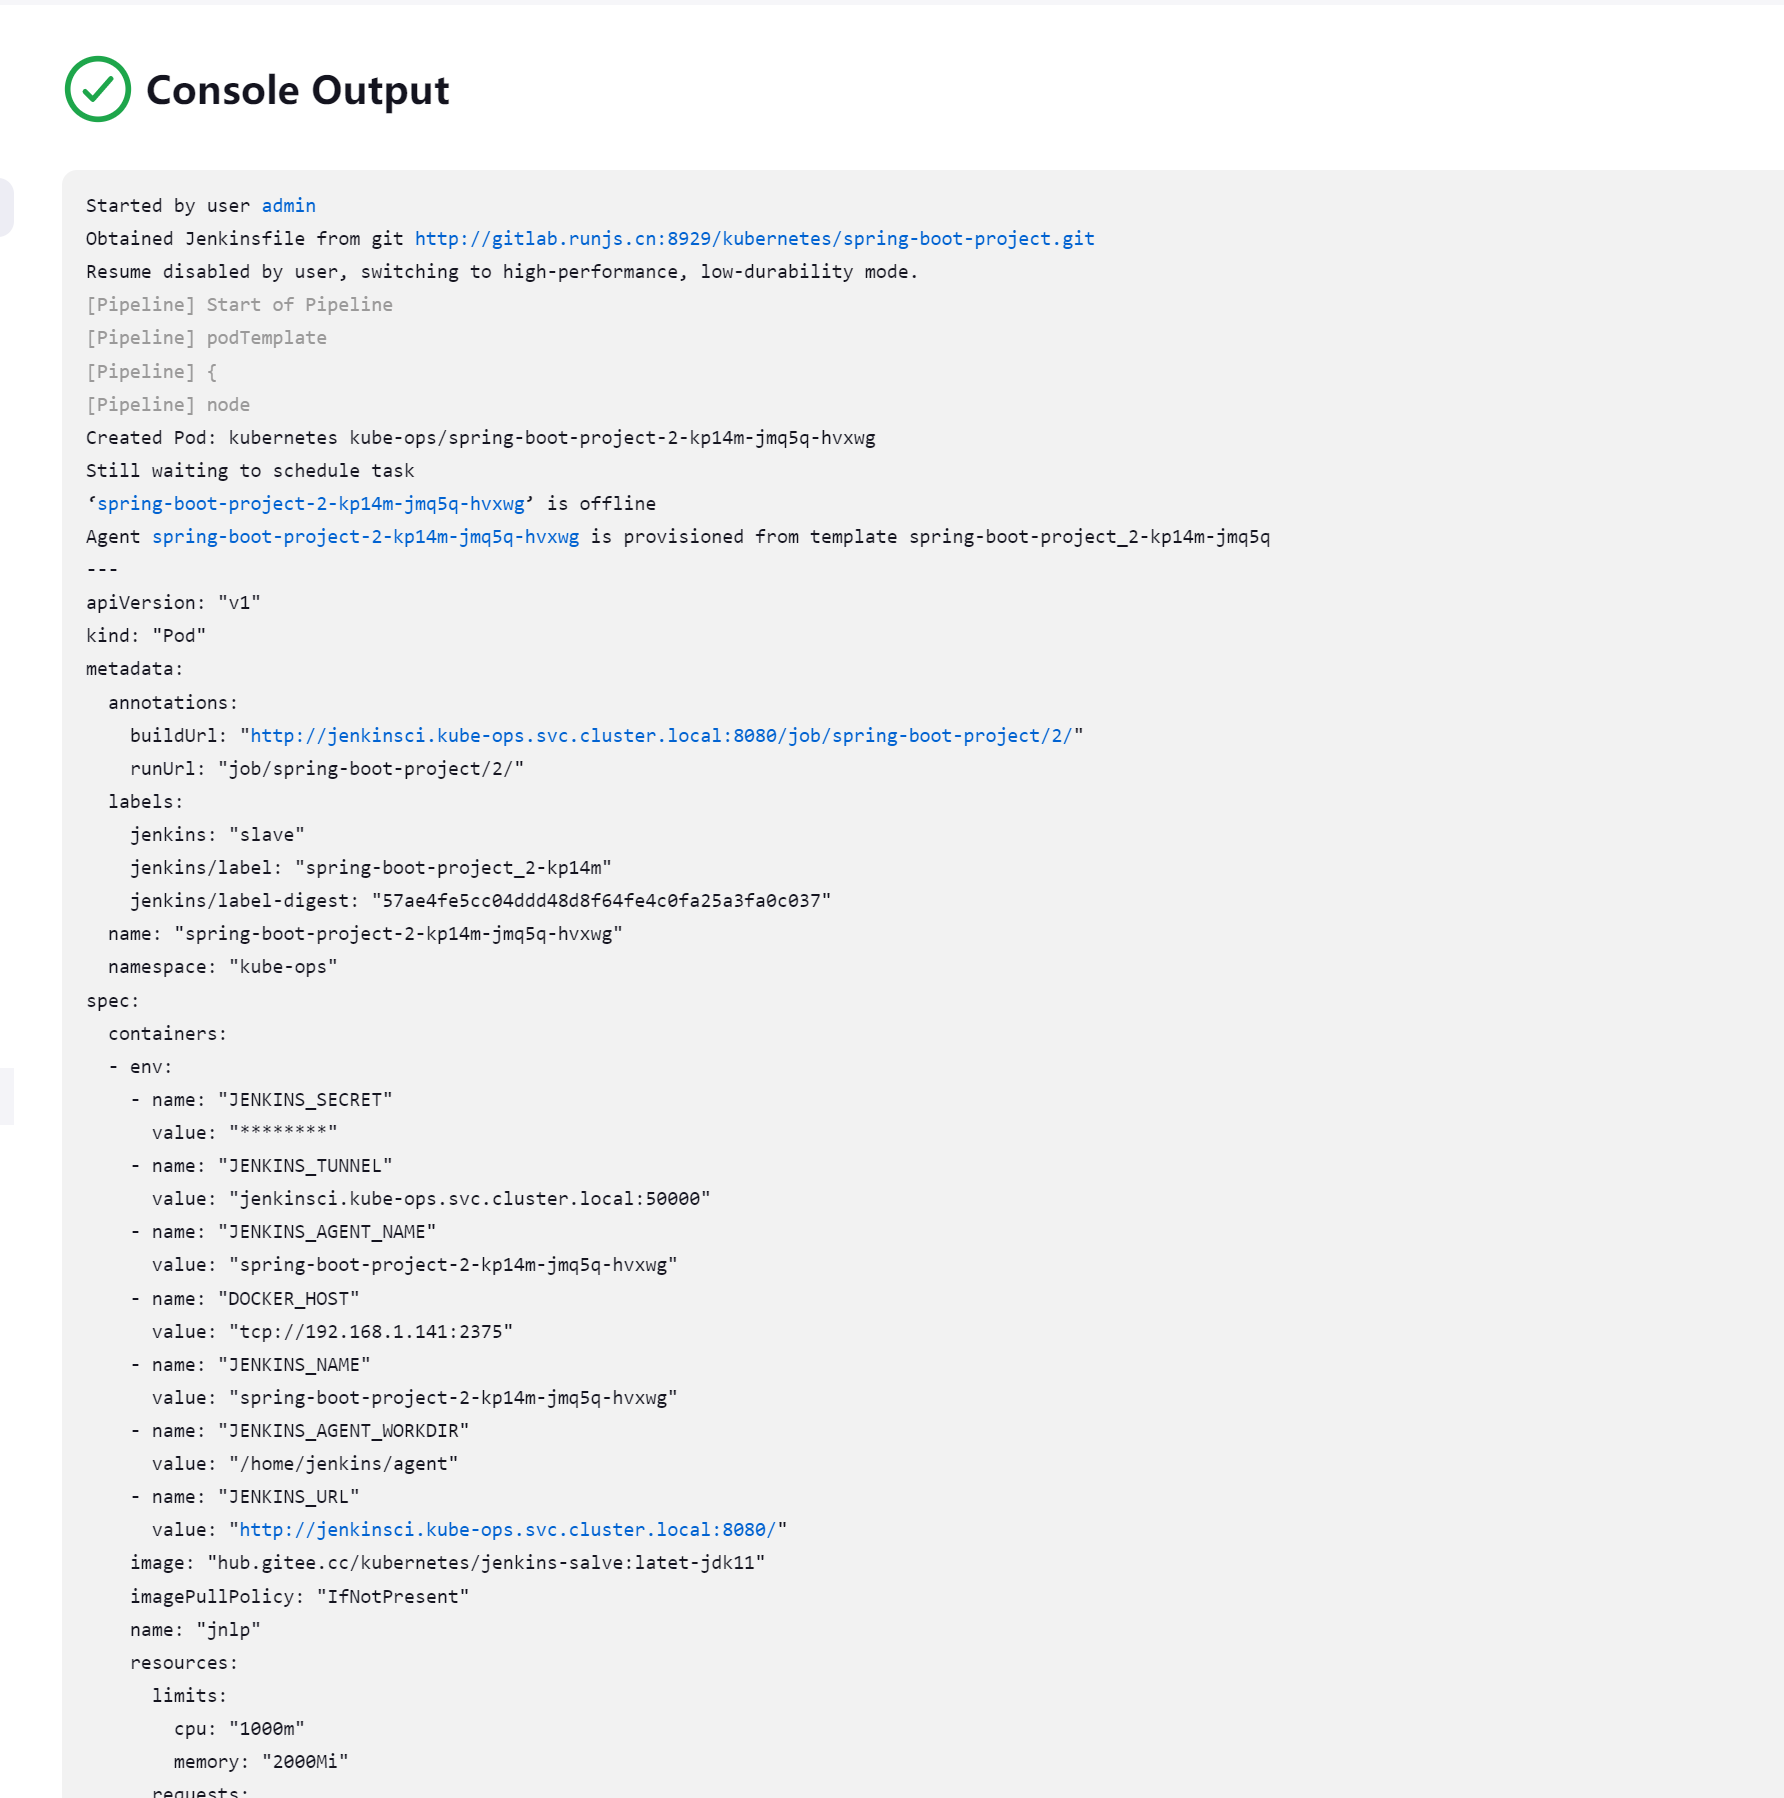 Console Output
Started by user admin
Obtained Jenkinsfile from git http://gitlab.runjs.cn:8929/kubernetes/spring-boot-project.git
Resume disabled by user, switching to high-performance, low-durability mode.
[Pipeline] Start of Pipeline
[Pipeline] podTemplate
[Pipeline] {
[Pipeline] node
Created Pod: kubernetes kube-ops/spring-boot-project-2-kp14m-jmq5q-hvxwg
Still waiting to schedule task
‘spring-boot-project-2-kp14m-jmq5q-hvxwg’ is offline
Agent spring-boot-project-2-kp14m-jmq5q-hvxwg is provisioned from template spring-boot-project_2-kp14m-jmq5q
---
apiVersion: "v1"
kind: "Pod"
metadata:
  annotations:
    buildUrl: "http://jenkinsci.kube-ops.svc.cluster.local:8080/job/spring-boot-project/2/"
    runUrl: "job/spring-boot-project/2/"
  labels:
    jenkins: "slave"
    jenkins/label: "spring-boot-project_2-kp14m"
    jenkins/label-digest: "57ae4fe5cc04ddd48d8f64fe4c0fa25a3fa0c037"
  name: "spring-boot-project-2-kp14m-jmq5q-hvxwg"
  namespace: "kube-ops"
spec:
  containers:
  - env:
    - name: "JENKINS_SECRET"
      value: "********"
    - name: "JENKINS_TUNNEL"
      value: "jenkinsci.kube-ops.svc.cluster.local:50000"
    - name: "JENKINS_AGENT_NAME"
      value: "spring-boot-project-2-kp14m-jmq5q-hvxwg"
    - name: "DOCKER_HOST"
      value: "tcp://192.168.1.141:2375"
    - name: "JENKINS_NAME"
      value: "spring-boot-project-2-kp14m-jmq5q-hvxwg"
    - name: "JENKINS_AGENT_WORKDIR"
      value: "/home/jenkins/agent"
    - name: "JENKINS_URL"
      value: "http://jenkinsci.kube-ops.svc.cluster.local:8080/"
    image: "hub.gitee.cc/kubernetes/jenkins-salve:latet-jdk11"
    imagePullPolicy: "IfNotPresent"
    name: "jnlp"
    resources:
      limits:
        cpu: "1000m"
        memory: "2000Mi"
      requests: